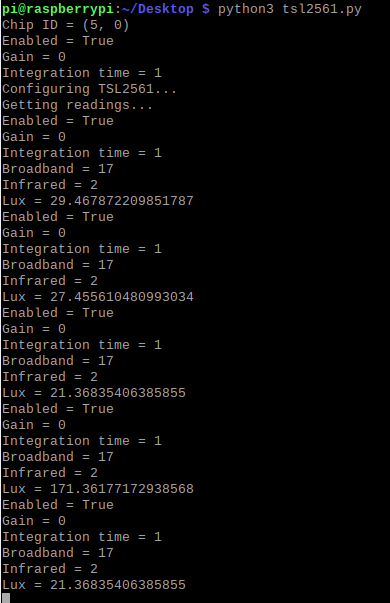 pi@raspberrypi:~/Desktop $ python3 tsl2561.py
Chip ID = (5, 0)
Enabled = True
Gain = 0
Integration time = 1
Configuring TSL2561...
Getting readings...
Enabled = True
Gain = 0
Integration time = 1
Broadband = 17
Infrared = 2
Lux = 29.467872209851787
Enabled = True
Gain = 0
Integration time = 1
Broadband = 17
Infrared = 2
Lux = 27.455610480993034
Enabled = True
Gain = 0
Integration time = 1
Broadband = 17
Infrared = 2
Lux = 21.36835406385855
Enabled = True
Gain = 0
Integration time = 1
Broadband = 17
Infrared = 2
Lux = 171.36177172938568
Enabled = True
Gain = 0
Integration time = 1
Broadband = 17
Infrared = 2
Lux = 21.36835406385855